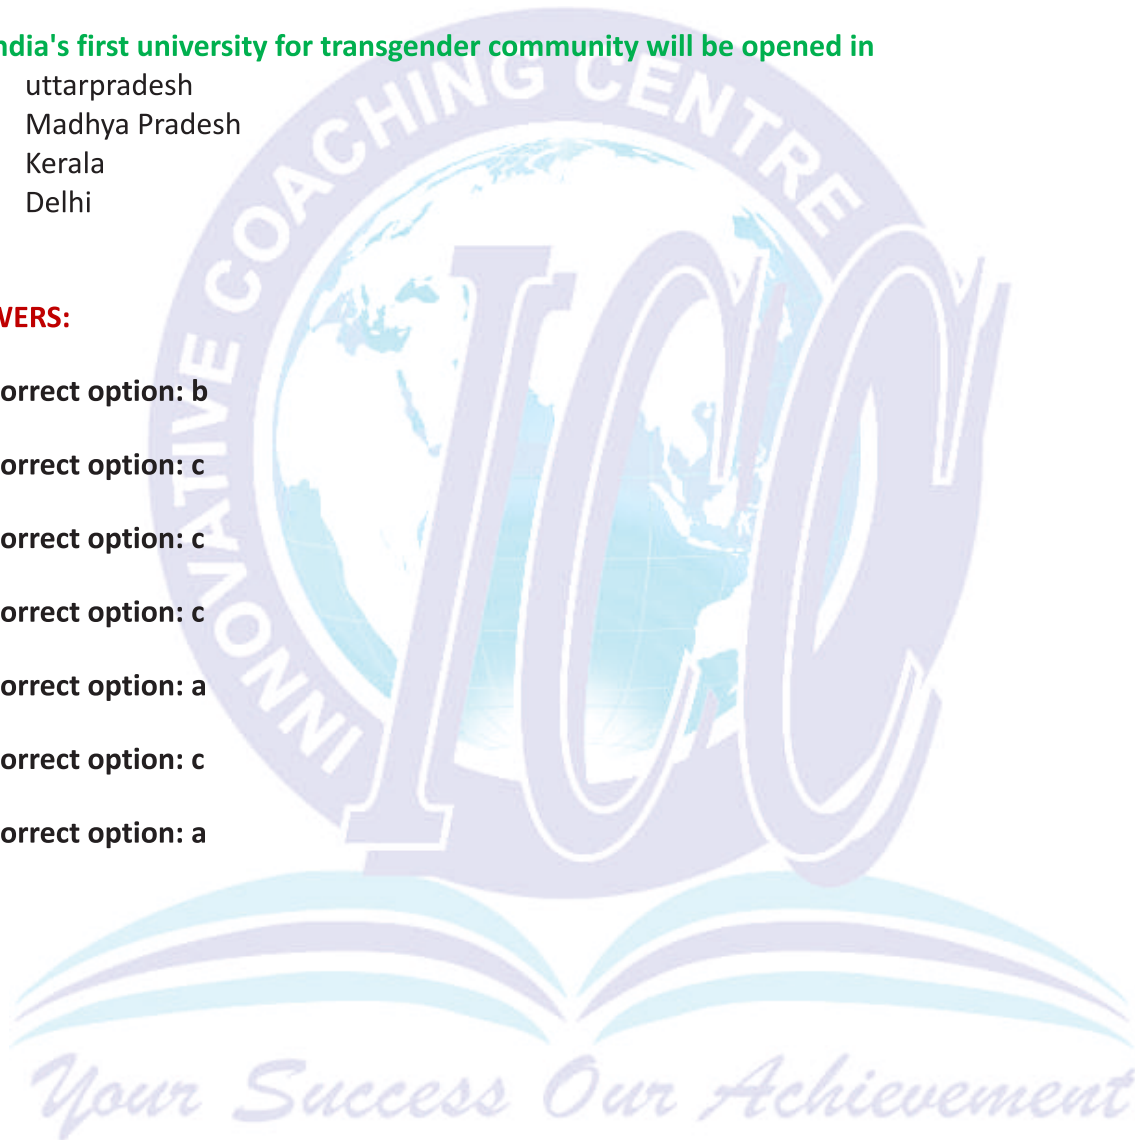 ndia's first university for transgender community will be opened in
uttarpradesh
Madhya Pradesh
Kerala
Delhi
WERS:
orrect option: b
orrect option: c
orrect option: c
orrect option: c
orrect option: a
orrect option: c
orrect option: a
INNOVATIVE COACHING CENTRE
ICC
Your Success Our Achievement